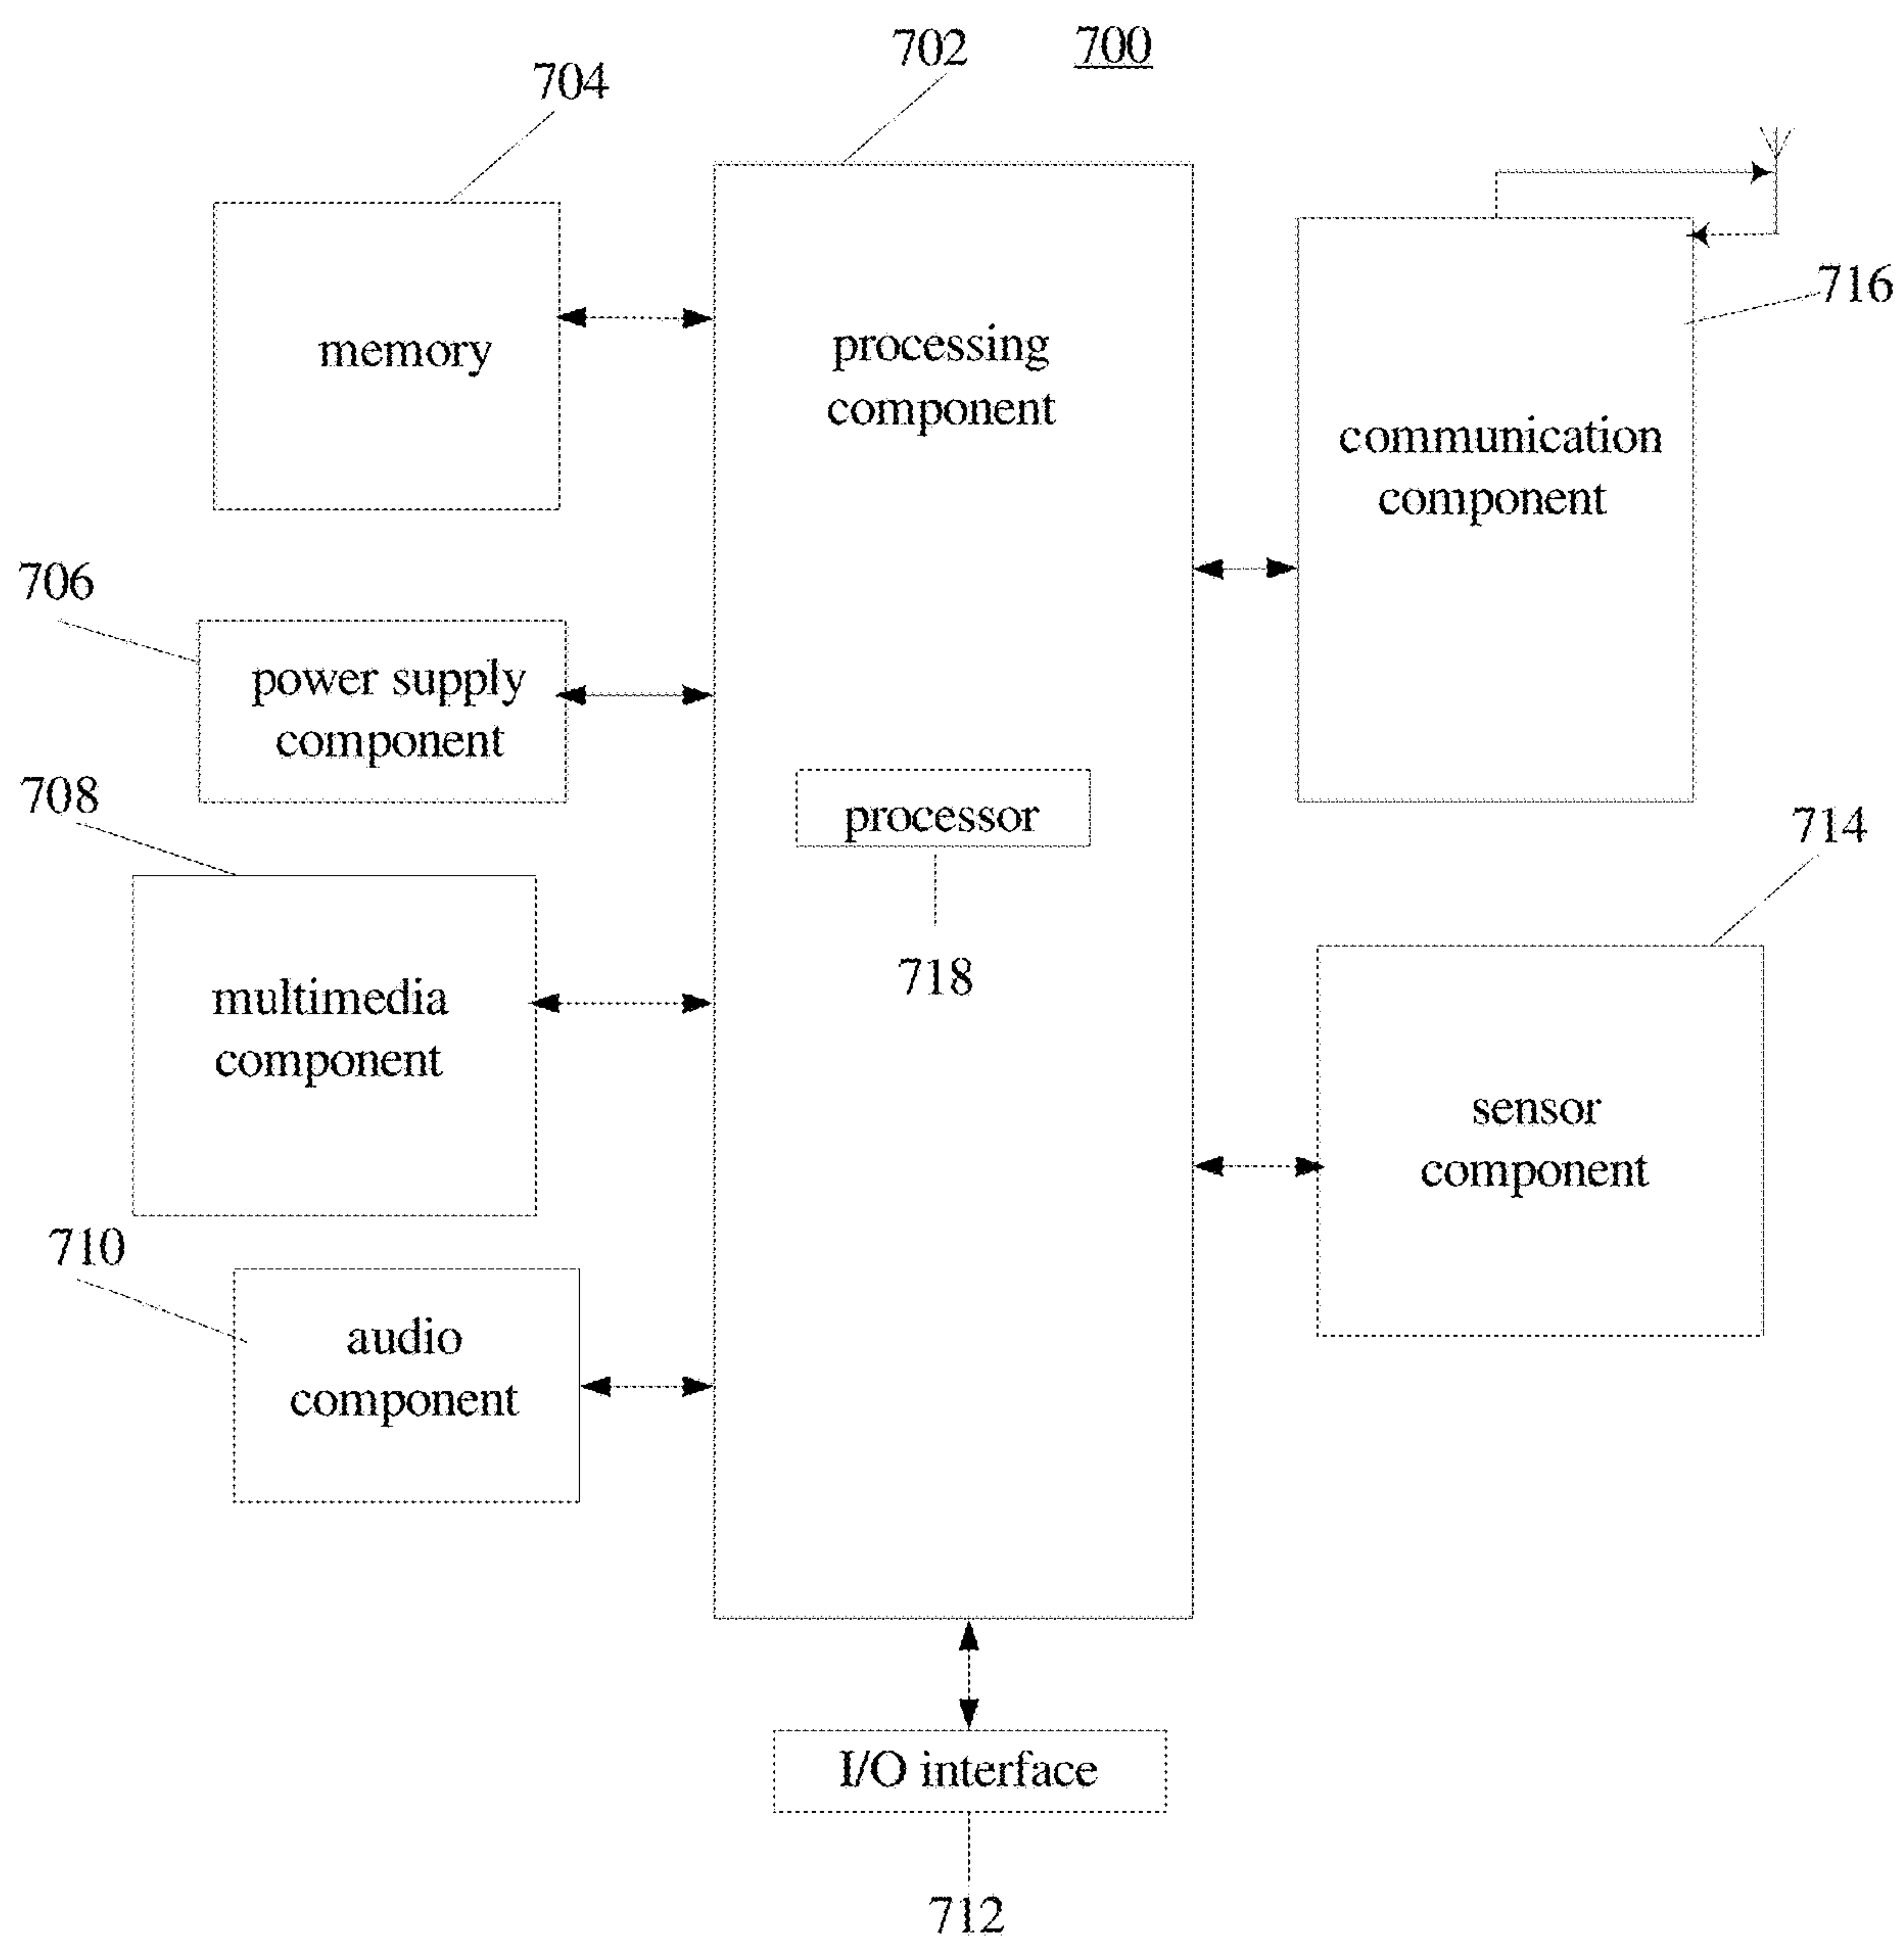 702
700
704
716
memory
processing
component
communication
component
706
power supply
component
708
processor
714
718
multimedia
component
sensor
component
710
audio
component
I/O interface
712